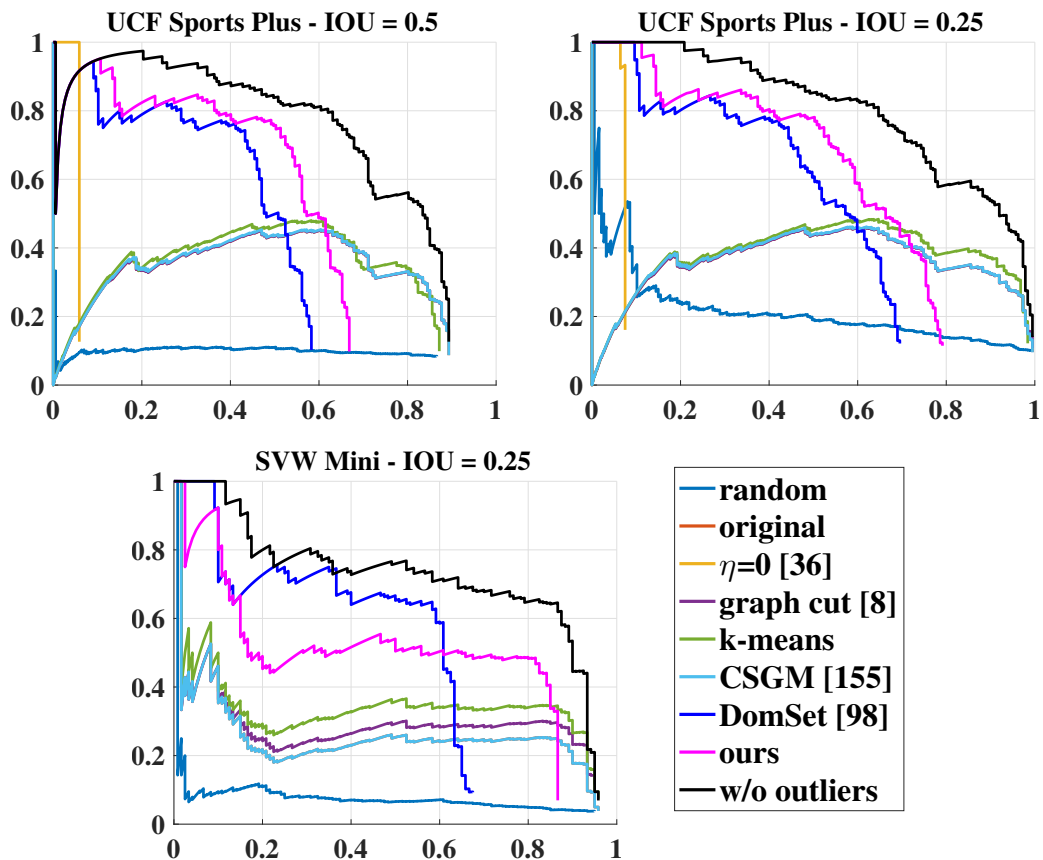 UCF Sports Plus - IOU = 0.5
UCF Sports Plus - IOU = 0.25
1
0.8
0.6
0.4
0.2
0
0 0.2 0.4 0.6 0.8 1
1
0.8
0.6
0.4
0.2
0
0 0.2 0.4 0.6 0.8 1
SVW Mini - IOU = 0.25
1
0.8
0.6
0.4
0.2
0
0 0.2 0.4 0.6 0.8 1
random
original
η=0 [36]
graph cut [8]
k-means
CSGM [155]
DomSet [98]
ours
w/o outliers